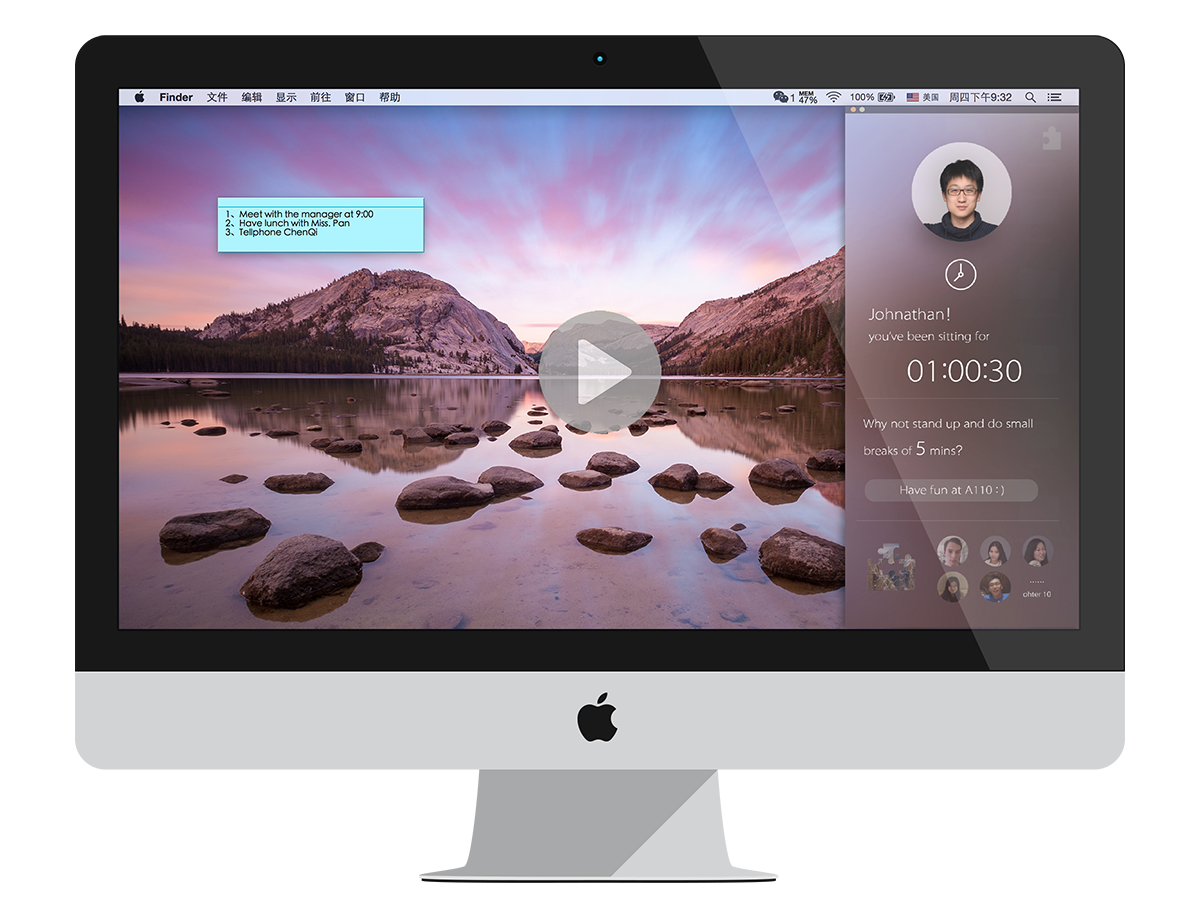 Finder 文件 编辑 显示 前往 窗口 帮助 1 MEM 47% 100% 美国 周四下午9:32
1、Meet with the manager at 9:00
2、Have lunch with Miss. Pan
3、Tellphone ChenQi
Johnathan!
you've been sitting for
01:00:30
Why not stand up and do small
breaks of 5 mins?
Have fun at A110 : )
......
ohter 10